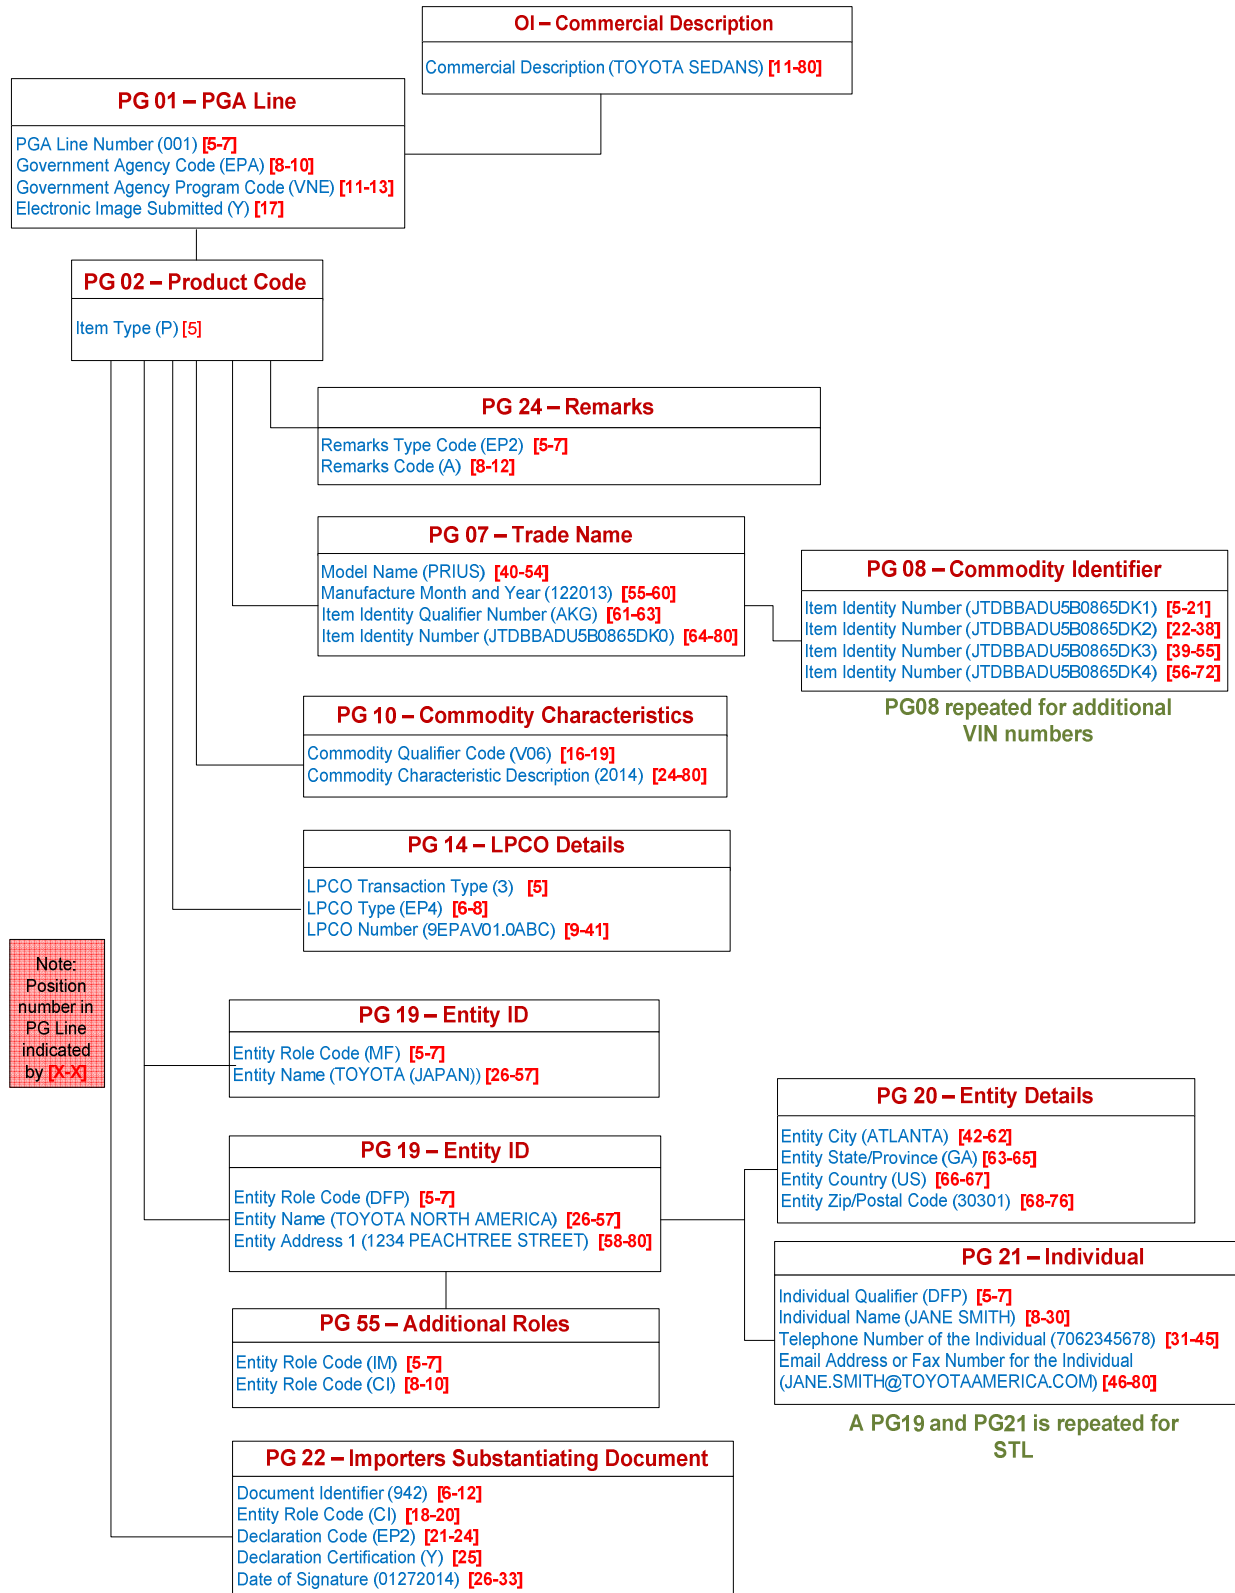 OI – Commercial Description
Commercial Description (TOYOTA SEDANS) [11-80]
PG 01 – PGA Line
PGA Line Number (001) [5-7]
Government Agency Code (EPA) [8-10]
Government Agency Program Code (VNE) [11-13]
Electronic Image Submitted (Y) [17]
PG 02 – Product Code
Item Type (P) [5]
PG 24 – Remarks
Remarks Type Code (EP2) [5-7]
Remarks Code (A) [8-12]
PG 07 – Trade Name
Model Name (PRIUS) [40-54]
Manufacture Month and Year (122013) [55-60]
Item Identity Qualifier Number (AKG) [61-63]
Item Identity Number (JTDBBADU5B0865DK0) [64-80]
PG 08 – Commodity Identifier
Item Identity Number (JTDBBADU5B0865DK1) [5-21]
Item Identity Number (JTDBBADU5B0865DK2) [22-38]
Item Identity Number (JTDBBADU5B0865DK3) [39-55]
Item Identity Number (JTDBBADU5B0865DK4) [56-72]
PG08 repeated for additional
VIN numbers
PG 10 – Commodity Characteristics
Commodity Qualifier Code (V06) [16-19]
Commodity Characteristic Description (2014) [24-80]
PG 14 – LPCO Details
LPCO Transaction Type (3) [5]
LPCO Type (EP4) [6-8]
LPCO Number (9EPAV01.0ABC) [9-41]
Note:
Position
number in
PG Line
indicated
by [X-X]
PG 19 – Entity ID
Entity Role Code (MF) [5-7]
Entity Name (TOYOTA (JAPAN)) [26-57]
PG 19 – Entity ID
Entity Role Code (DFP) [5-7]
Entity Name (TOYOTA NORTH AMERICA) [26-57]
Entity Address 1 (1234 PEACHTREE STREET) [58-80]
PG 20 – Entity Details
Entity City (ATLANTA) [42-62]
Entity State/Province (GA) [63-65]
Entity Country (US) [66-67]
Entity Zip/Postal Code (30301) [68-76]
PG 21 – Individual
Individual Qualifier (DFP) [5-7]
Individual Name (JANE SMITH) [8-30]
Telephone Number of the Individual (7062345678) [31-45]
Email Address or Fax Number for the Individual
(JANE.SMITH@TOYOTAAMERICA.COM) [46-80]
A PG19 and PG21 is repeated for
STL
PG 55 – Additional Roles
Entity Role Code (IM) [5-7]
Entity Role Code (CI) [8-10]
PG 22 – Importers Substantiating Document
Document Identifier (942) [6-12]
Entity Role Code (CI) [18-20]
Declaration Code (EP2) [21-24]
Declaration Certification (Y) [25]
Date of Signature (01272014) [26-33]